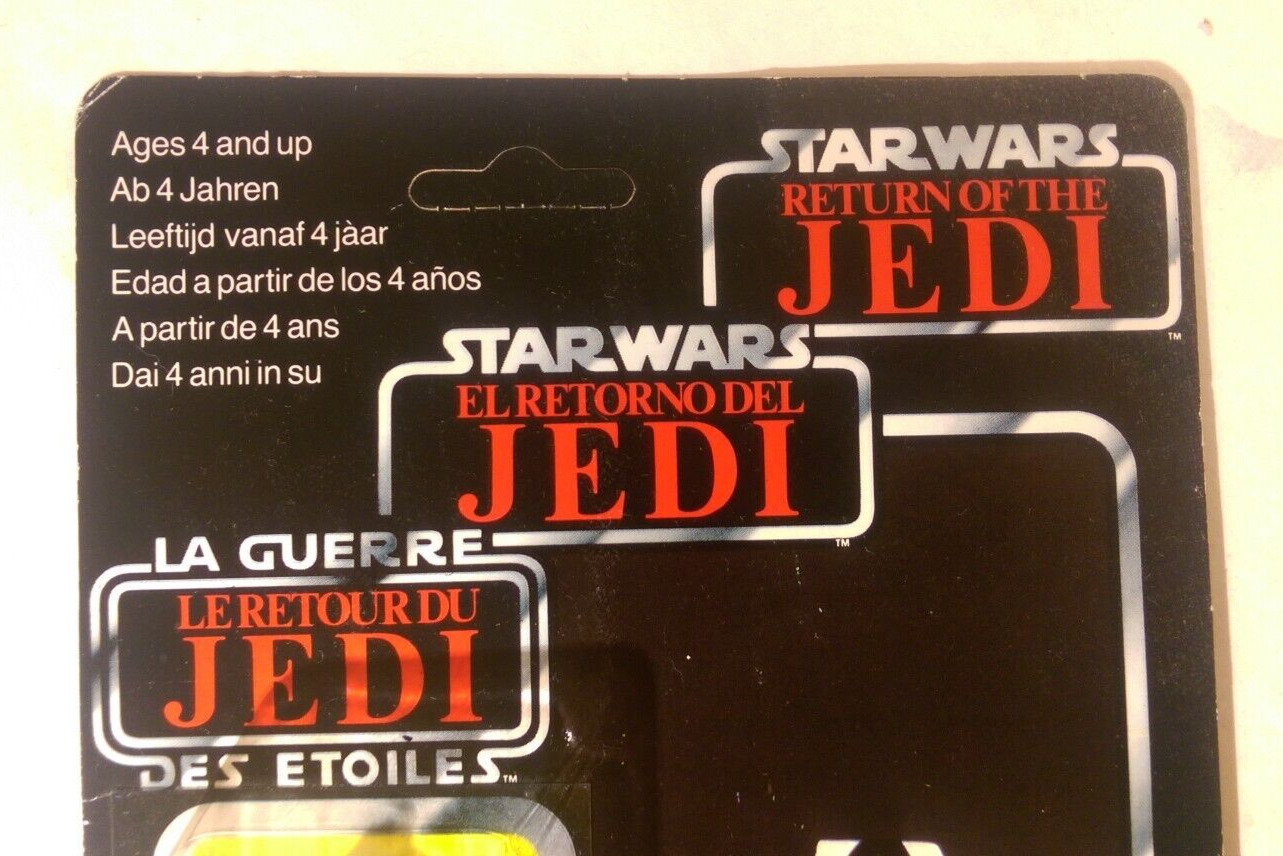 Ages 4 and up
Ab 4 Jahren
Leeftijd vanaf 4 jàar
Edad a partir de los 4 años
A partir de 4 ans
Dai 4 anni in su
STAR WARS
RETURN OF THE
JEDI
TM
STAR WARS
EL RETORNO DEL
JEDI
TM
LA GUERRE
LE RETOUR DU
JEDI
DES ETOILES
TM